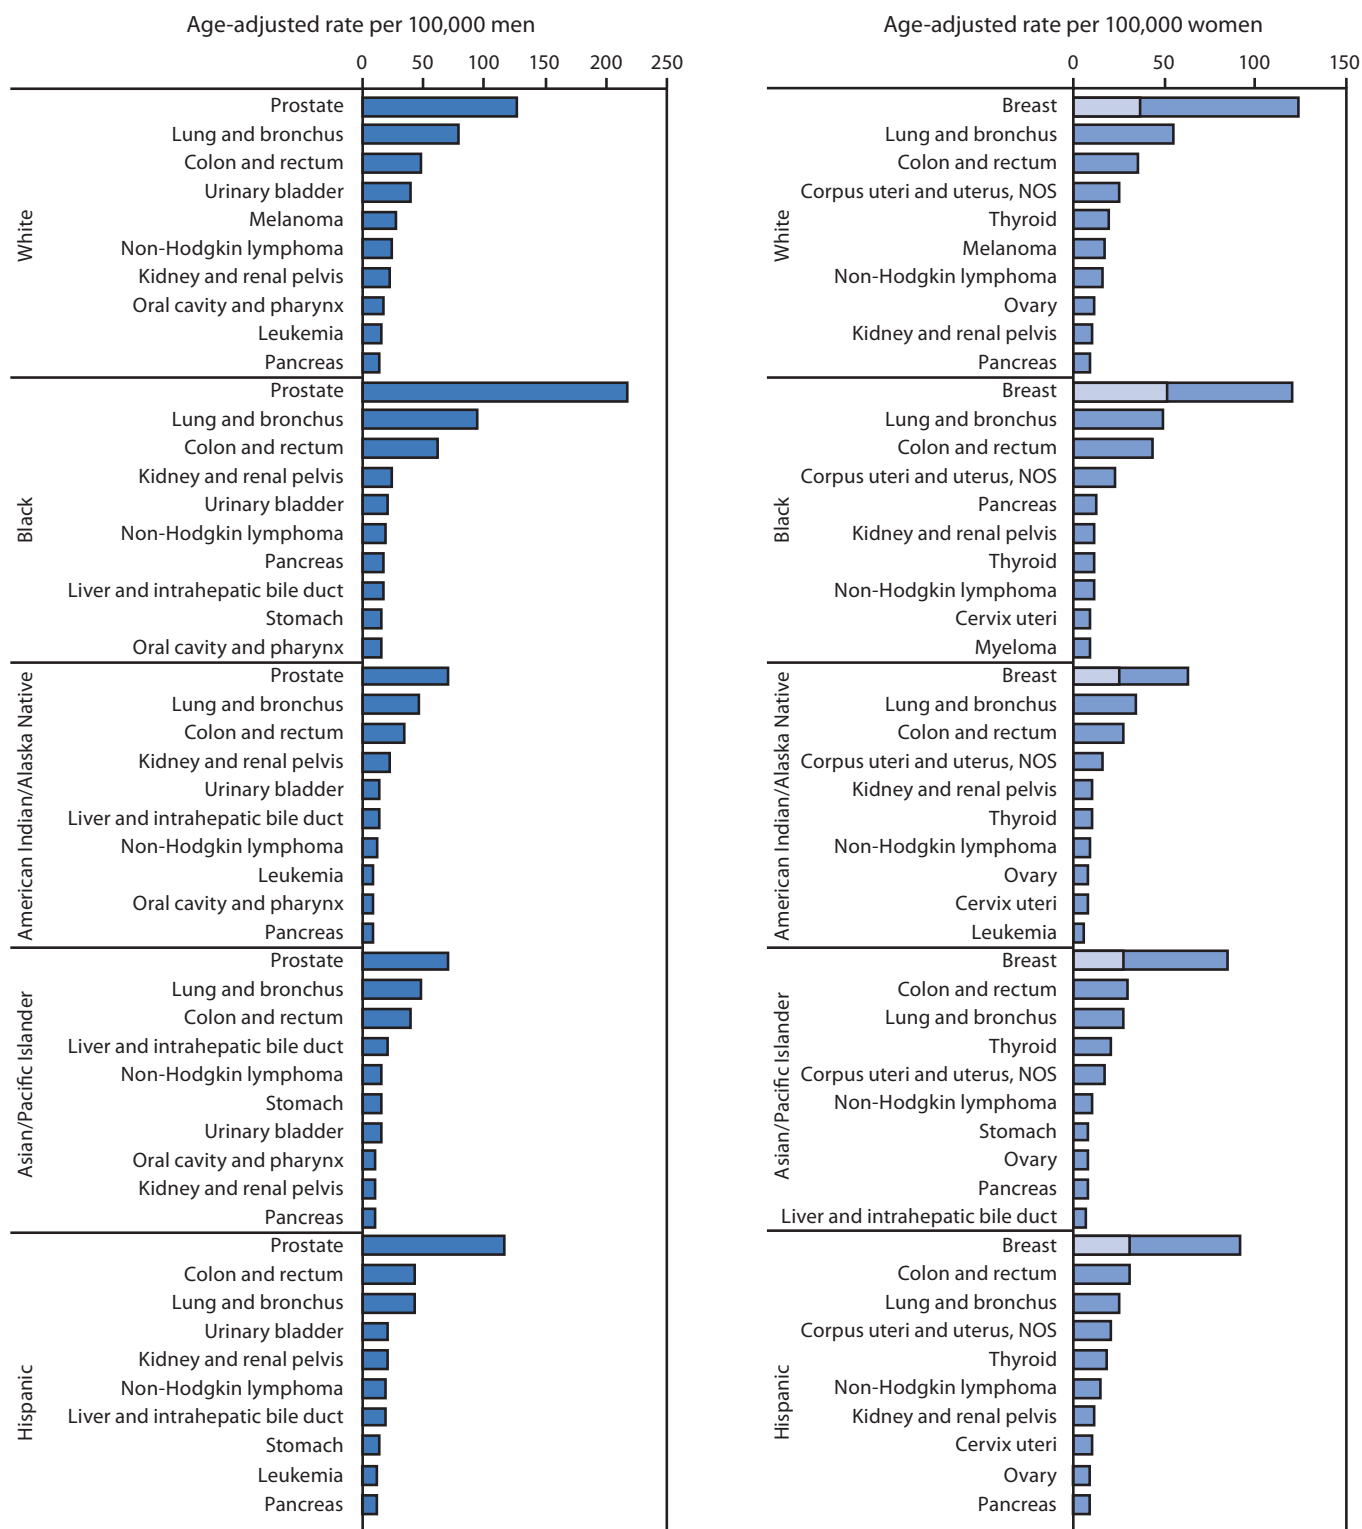 Age-adjusted rate per 100,000 men
0 50 100 150 200 250
White
Prostate
Lung and bronchus
Colon and rectum
Urinary bladder
Melanoma
Non-Hodgkin lymphoma
Kidney and renal pelvis
Oral cavity and pharynx
Leukemia
Pancreas
Black
Prostate
Lung and bronchus
Colon and rectum
Kidney and renal pelvis
Urinary bladder
Non-Hodgkin lymphoma
Pancreas
Liver and intrahepatic bile duct
Stomach
Oral cavity and pharynx
American Indian/Alaska Native
Prostate
Lung and bronchus
Colon and rectum
Kidney and renal pelvis
Urinary bladder
Liver and intrahepatic bile duct
Non-Hodgkin lymphoma
Leukemia
Oral cavity and pharynx
Pancreas
Asian/Pacific Islander
Prostate
Lung and bronchus
Colon and rectum
Liver and intrahepatic bile duct
Non-Hodgkin lymphoma
Stomach
Urinary bladder
Oral cavity and pharynx
Kidney and renal pelvis
Pancreas
Hispanic
Prostate
Colon and rectum
Lung and bronchus
Urinary bladder
Kidney and renal pelvis
Non-Hodgkin lymphoma
Liver and intrahepatic bile duct
Stomach
Leukemia
Pancreas
Age-adjusted rate per 100,000 women
0 50 100 150
White
Breast
Lung and bronchus
Colon and rectum
Corpus uteri and uterus, NOS
Thyroid
Melanoma
Non-Hodgkin lymphoma
Ovary
Kidney and renal pelvis
Pancreas
Black
Breast
Lung and bronchus
Colon and rectum
Corpus uteri and uterus, NOS
Pancreas
Kidney and renal pelvis
Thyroid
Non-Hodgkin lymphoma
Cervix uteri
Myeloma
American Indian/Alaska Native
Breast
Lung and bronchus
Colon and rectum
Corpus uteri and uterus, NOS
Kidney and renal pelvis
Thyroid
Non-Hodgkin lymphoma
Ovary
Cervix uteri
Leukemia
Asian/Pacific Islander
Breast
Colon and rectum
Lung and bronchus
Thyroid
Corpus uteri and uterus, NOS
Non-Hodgkin lymphoma
Stomach
Ovary
Pancreas
Liver and intrahepatic bile duct
Hispanic
Breast
Colon and rectum
Lung and bronchus
Corpus uteri and uterus, NOS
Thyroid
Non-Hodgkin lymphoma
Kidney and renal pelvis
Cervix uteri
Ovary
Pancreas